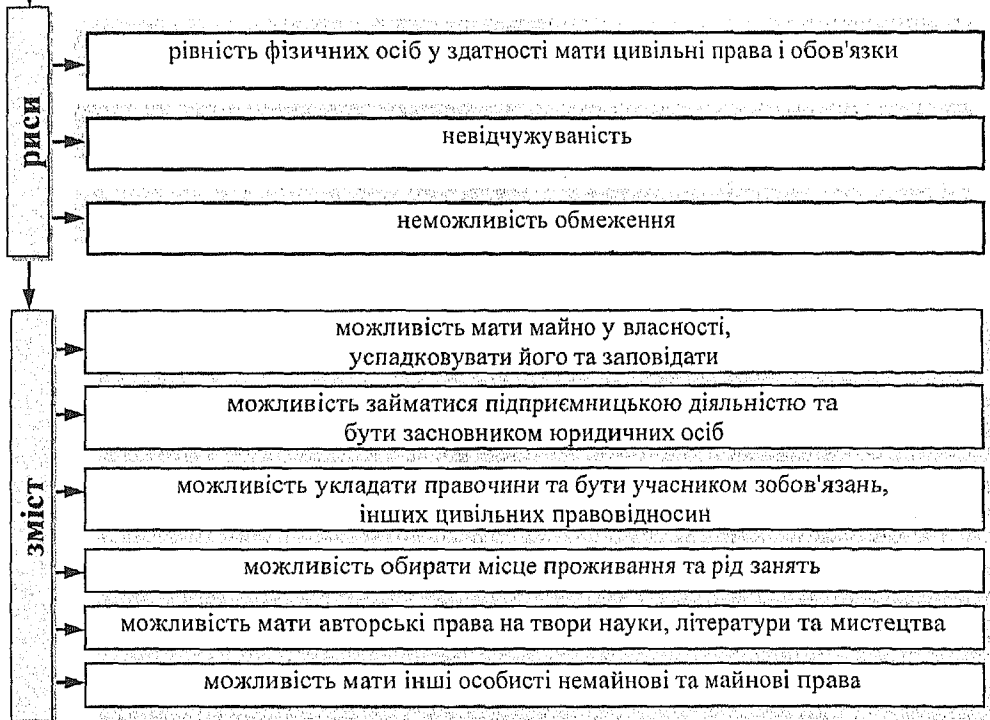 риси
рівність фізичних осіб у здатності мати цивільні права і обов'язки
невідчужуваність
неможливість обмеження
зміст
можливість мати майно у власності,
успадковувати його та заповідати
можливість займатися підприємницькою діяльністю та
бути засновником юридичних осіб
можливість укладати правочини та бути учасником зобов'язань,
інших цивільних правовідносин
можливість обирати місце проживання та рід занять
можливість мати авторські права на твори науки, літератури та мистецтва
можливість мати інші особисті немайнові та майнові права